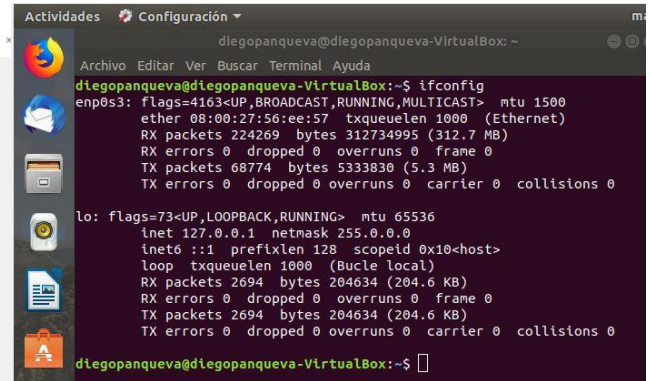 Actividades Configuración ma
diegopanqueva@diegopanqueva-VirtualBox: ~
Archivo Editar Ver Buscar Terminal Ayuda
diegopanqueva@diegopanqueva-VirtualBox:~$ ifconfig
enp0s3: flags=4163<UP,BROADCAST,RUNNING,MULTICAST> mtu 1500
ether 08:00:27:56:ee:57 txqueuelen 1000 (Ethernet)
RX packets 224269 bytes 312734995 (312.7 MB)
RX errors 0 dropped 0 overruns 0 frame 0
TX packets 68774 bytes 5333830 (5.3 MB)
TX errors 0 dropped 0 overruns 0 carrier 0 collisions 0
lo: flags=73<UP,LOOPBACK,RUNNING> mtu 65536
inet 127.0.0.1 netmask 255.0.0.0
inet6 ::1 prefixlen 128 scopeid 0x10<host>
loop txqueuelen 1000 (Bucle local)
RX packets 2694 bytes 204634 (204.6 KB)
RX errors 0 dropped 0 overruns 0 frame 0
TX packets 2694 bytes 204634 (204.6 KB)
TX errors 0 dropped 0 overruns 0 carrier 0 collisions 0
diegopanqueva@diegopanqueva-VirtualBox:~$